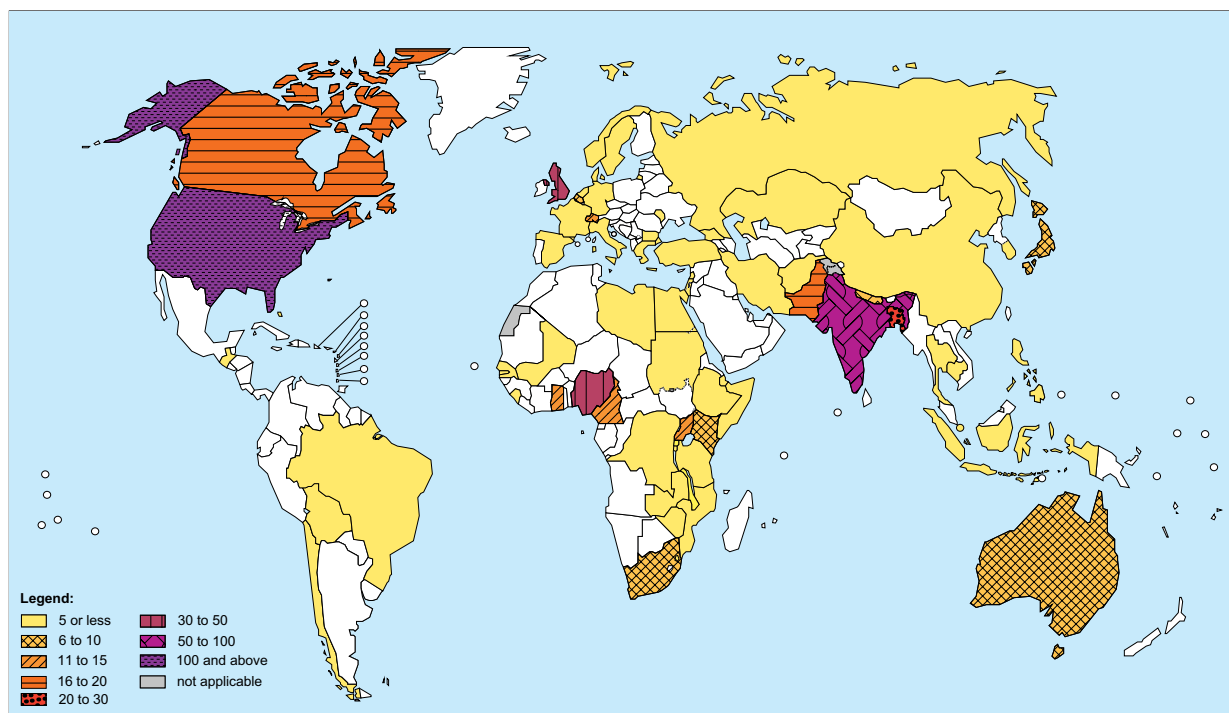 Legend:
5 or less
6 to 10
11 to 15
16 to 20
20 to 30
30 to 50
50 to 100
100 and above
not applicable